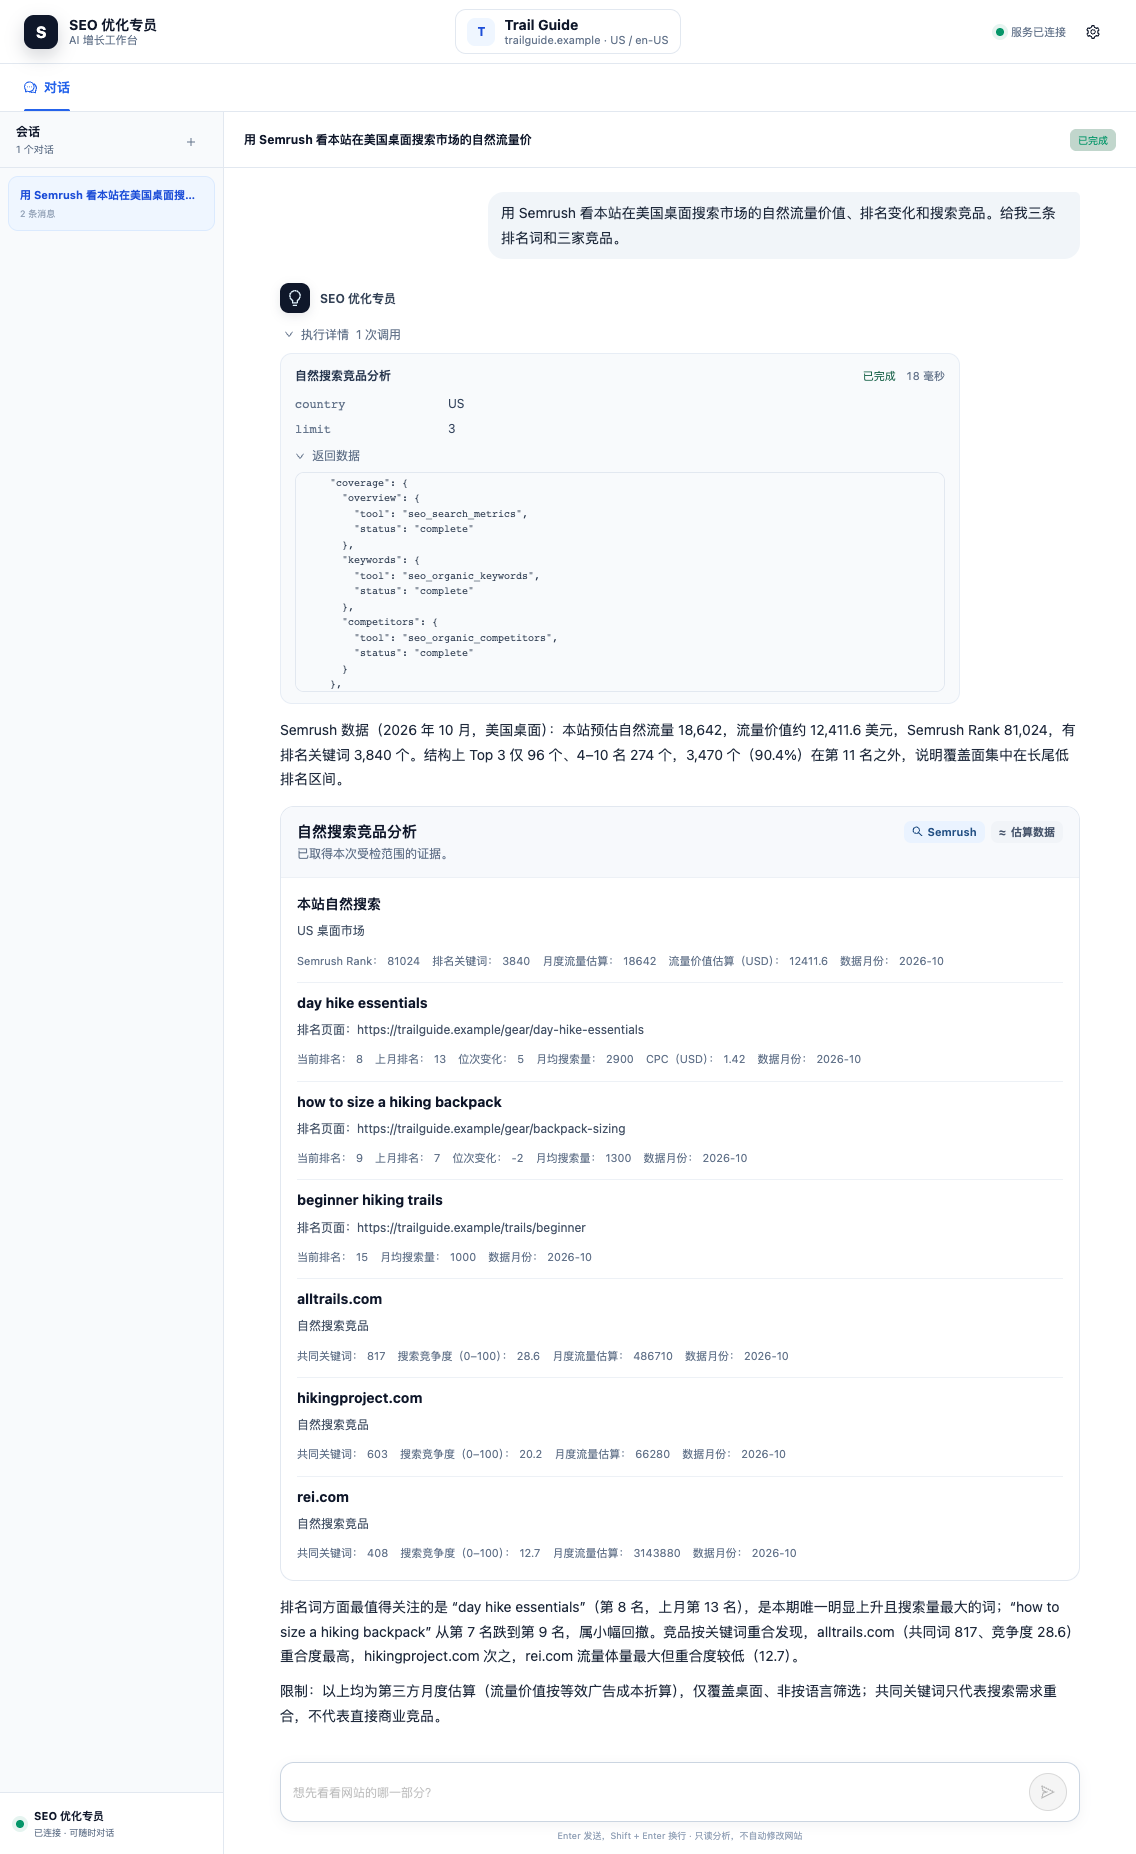 S
SEO 优化专员
AI 增长工作台
T
Trail Guide
trailguide.example · US / en-US
服务已连接
对话
会话
1 个对话
+
用 Semrush 看本站在美国桌面搜...
2 条消息
用 Semrush 看本站在美国桌面搜索市场的自然流量价
已完成
用 Semrush 看本站在美国桌面搜索市场的自然流量价值、排名变化和搜索竞品。给我三条
排名词和三家竞品。
SEO 优化专员
执行详情 1 次调用
自然搜索竞品分析
已完成 18 毫秒
country US
limit 3
返回数据
"coverage": {
"overview": {
"tool": "seo_search_metrics",
"status": "complete"
},
"keywords": {
"tool": "seo_organic_keywords",
"status": "complete"
},
"competitors": {
"tool": "seo_organic_competitors",
"status": "complete"
}
},
Semrush 数据（2026 年 10 月，美国桌面）：本站预估自然流量 18,642，流量价值约 12,411.6 美元，Semrush Rank 81,024，有
排名关键词 3,840 个。结构上 Top 3 仅 96 个、4–10 名 274 个，3,470 个（90.4%）在第 11 名之外，说明覆盖面集中在长尾低
排名区间。
自然搜索竞品分析
Semrush ≈ 估算数据
已取得本次受检范围的证据。
本站自然搜索
US 桌面市场
Semrush Rank： 81024 排名关键词： 3840 月度流量估算： 18642 流量价值估算（USD）： 12411.6 数据月份： 2026-10
day hike essentials
排名页面：https://trailguide.example/gear/day-hike-essentials
当前排名： 8 上月排名： 13 位次变化： 5 月均搜索量： 2900 CPC（USD）： 1.42 数据月份： 2026-10
how to size a hiking backpack
排名页面：https://trailguide.example/gear/backpack-sizing
当前排名： 9 上月排名： 7 位次变化： -2 月均搜索量： 1300 数据月份： 2026-10
beginner hiking trails
排名页面：https://trailguide.example/trails/beginner
当前排名： 15 月均搜索量： 1000 数据月份： 2026-10
alltrails.com
自然搜索竞品
共同关键词： 817 搜索竞争度（0–100）： 28.6 月度流量估算： 486710 数据月份： 2026-10
hikingproject.com
自然搜索竞品
共同关键词： 603 搜索竞争度（0–100）： 20.2 月度流量估算： 66280 数据月份： 2026-10
rei.com
自然搜索竞品
共同关键词： 408 搜索竞争度（0–100）： 12.7 月度流量估算： 3143880 数据月份： 2026-10
排名词方面最值得关注的是 “day hike essentials”（第 8 名，上月第 13 名），是本期唯一明显上升且搜索量最大的词；“how to
size a hiking backpack” 从第 7 名跌到第 9 名，属小幅回撤。竞品按关键词重合发现，alltrails.com（共同词 817、竞争度 28.6）
重合度最高，hikingproject.com 次之，rei.com 流量体量最大但重合度较低（12.7）。
限制：以上均为第三方月度估算（流量价值按等效广告成本折算），仅覆盖桌面、非按语言筛选；共同关键词只代表搜索需求重
合，不代表直接商业竞品。
想先看看网站的哪一部分？
Enter 发送，Shift + Enter 换行 · 只读分析，不自动修改网站
SEO 优化专员
已连接 · 可随时对话